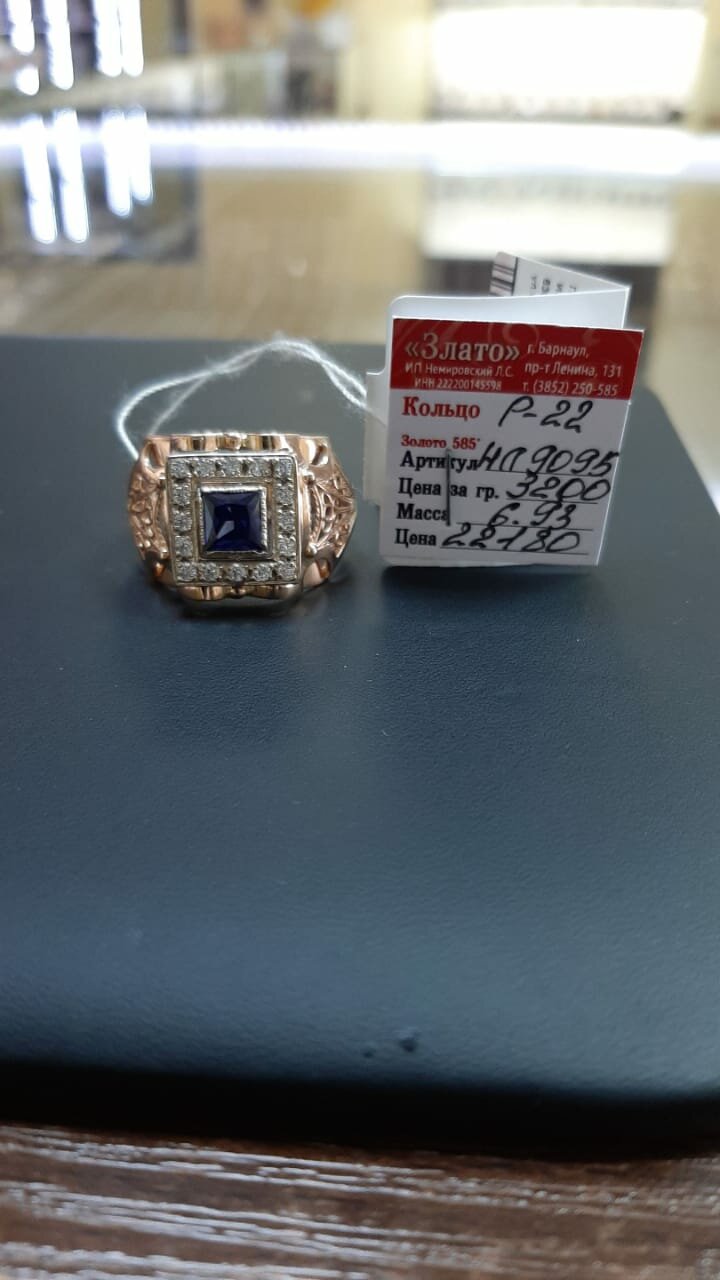 «Злато» г. Барнаул,
ИП Немировский Л.С. пр-т Ленина, 131
ИНН 222200145598 т. (3852) 250-585
Кольцо Р-22
Золото 585°
Артикул НП9095
Цена за гр. 3200
Масса 6.93
Цена 22180